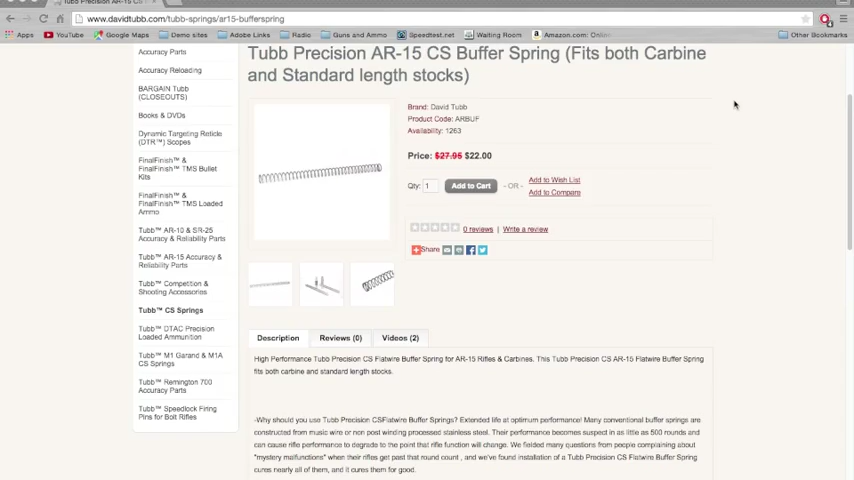 Tubb Precision AR-15 CS
www.davidtubb.com/tubb-springs/ar15-bufferspring
Apps YouTube Google Maps Demo sites Adobe Links Radio Guns and Ammo Speedtest.net Waiting Room Amazon.com: Onlin Other Bookmarks
Accuracy Parts
Accuracy Reloading
BARGAIN Tubb
(CLOSEOUTS)
Books & DVDs
Dynamic Targeting Reticle
(DTR™) Scopes
FinalFinish™ &
FinalFinish™ TMS Bullet
Kits
FinalFinish™ &
FinalFinish™ TMS Loaded
Ammo
Tubb™ AR-10 & SR-25
Accuracy & Reliability Parts
Tubb™ AR-15 Accuracy &
Reliability Parts
Tubb™ Competition &
Shooting Accessories
Tubb™ CS Springs
Tubb™ DTAC Precision
Loaded Ammunition
Tubb™ M1 Garand & M1A
CS Springs
Tubb™ Remington 700
Accuracy Parts
Tubb™ Speedlock Firing
Pins for Bolt Rifles
Tubb Precision AR-15 CS Buffer Spring (Fits both Carbine
and Standard length stocks)
Brand: David Tubb
Product Code: ARBUF
Availability: 1263
Price: $27.95 $22.00
Qty: 1 Add to Cart - OR - Add to Wish List
Add to Compare
0 reviews | Write a review
Share
Description Reviews (0) Videos (2)
High Performance Tubb Precision CS Flatwire Buffer Spring for AR-15 Rifles & Carbines. This Tubb Precision CS AR-15 Flatwire Buffer Spring
fits both carbine and standard length stocks.
-Why should you use Tubb Precision CSFlatwire Buffer Springs? Extended life at optimum performance! Many conventional buffer springs are
constructed from music wire or non post winding processed stainless steel. Their performance becomes suspect in as little as 500 rounds and
can cause rifle performance to degrade to the point that rifle function will change. We fielded many questions from people complaining about
"mystery malfunctions" when their rifles get past that round count , and we've found installation of a Tubb Precision CS Flatwire Spring
cures nearly all of them, and it cures them for good.